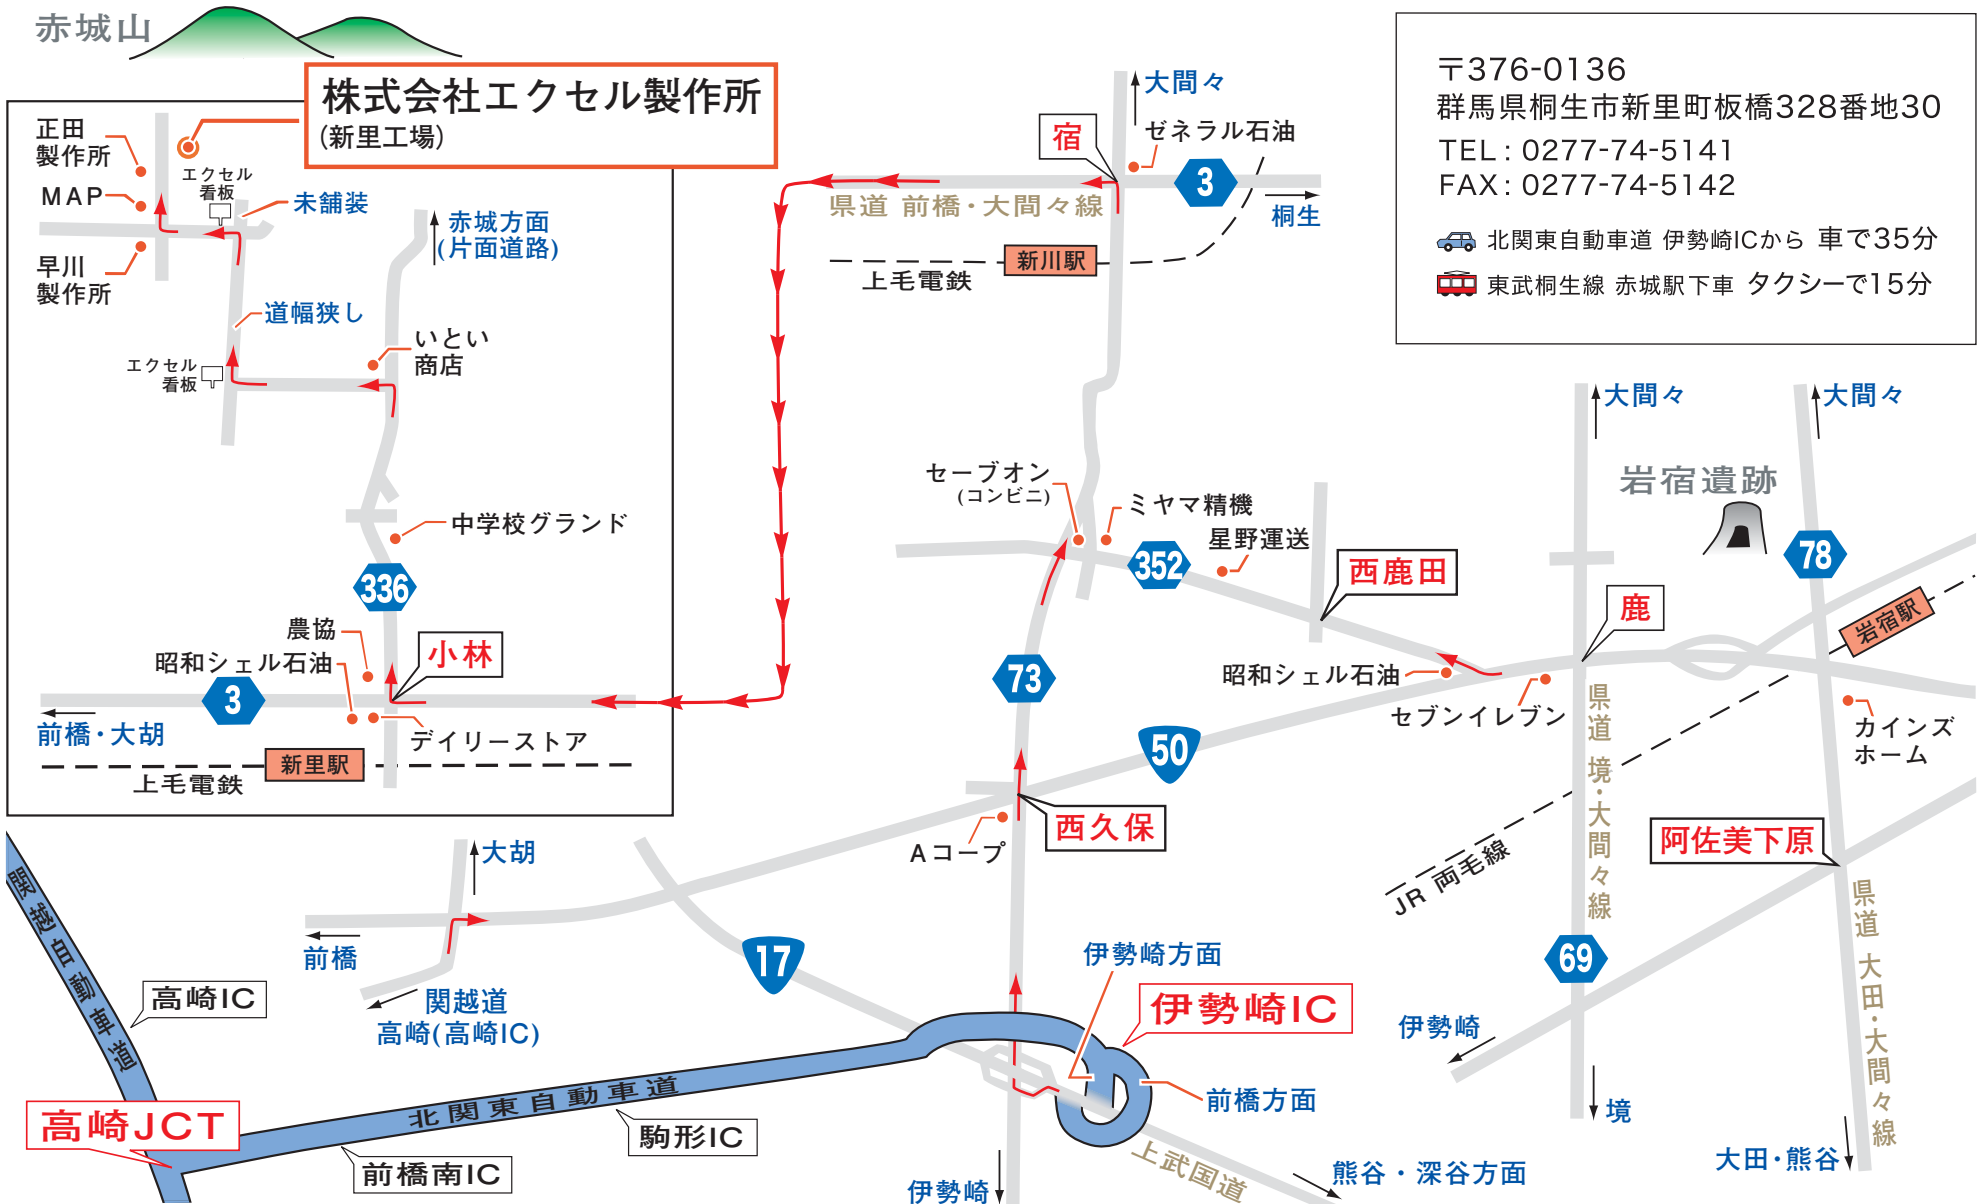 赤城山
株式会社エクセル製作所
(新里工場)
正田
製作所
MAP
早川
製作所
エクセル
看板
未舗装
赤城方面
(片面道路)
道幅狭し
いとい
商店
エクセル
看板
中学校グランド
336
農協
小林
昭和シェル石油
3
前橋・大胡
デイリーストア
新里駅
上毛電鉄
大間々
宿
ゼネラル石油
3
県道 前橋・大間々線
桐生
新川駅
上毛電鉄
〒376-0136
群馬県桐生市新里町板橋328番地30
TEL : 0277-74-5141
FAX : 0277-74-5142
北関東自動車道 伊勢崎ICから 車で35分
東武桐生線 赤城駅下車 タクシーで15分
大間々
大間々
岩宿遺跡
78
セーブオン
(コンビニ)
ミヤマ精機
352
星野運送
西鹿田
鹿
岩宿駅
73
昭和シェル石油
セブンイレブン
県道 境・大間々線
カインズ
ホーム
50
西久保
Aコープ
阿佐美下原
JR 両毛線
県道 大田・大間々線
69
大胡
前橋
関越道
高崎(高崎IC)
17
伊勢崎方面
伊勢崎IC
前橋方面
伊勢崎
境
大田・熊谷
関越自動車道
高崎IC
高崎JCT
北関東自動車道
駒形IC
前橋南IC
上武国道
伊勢崎
熊谷・深谷方面